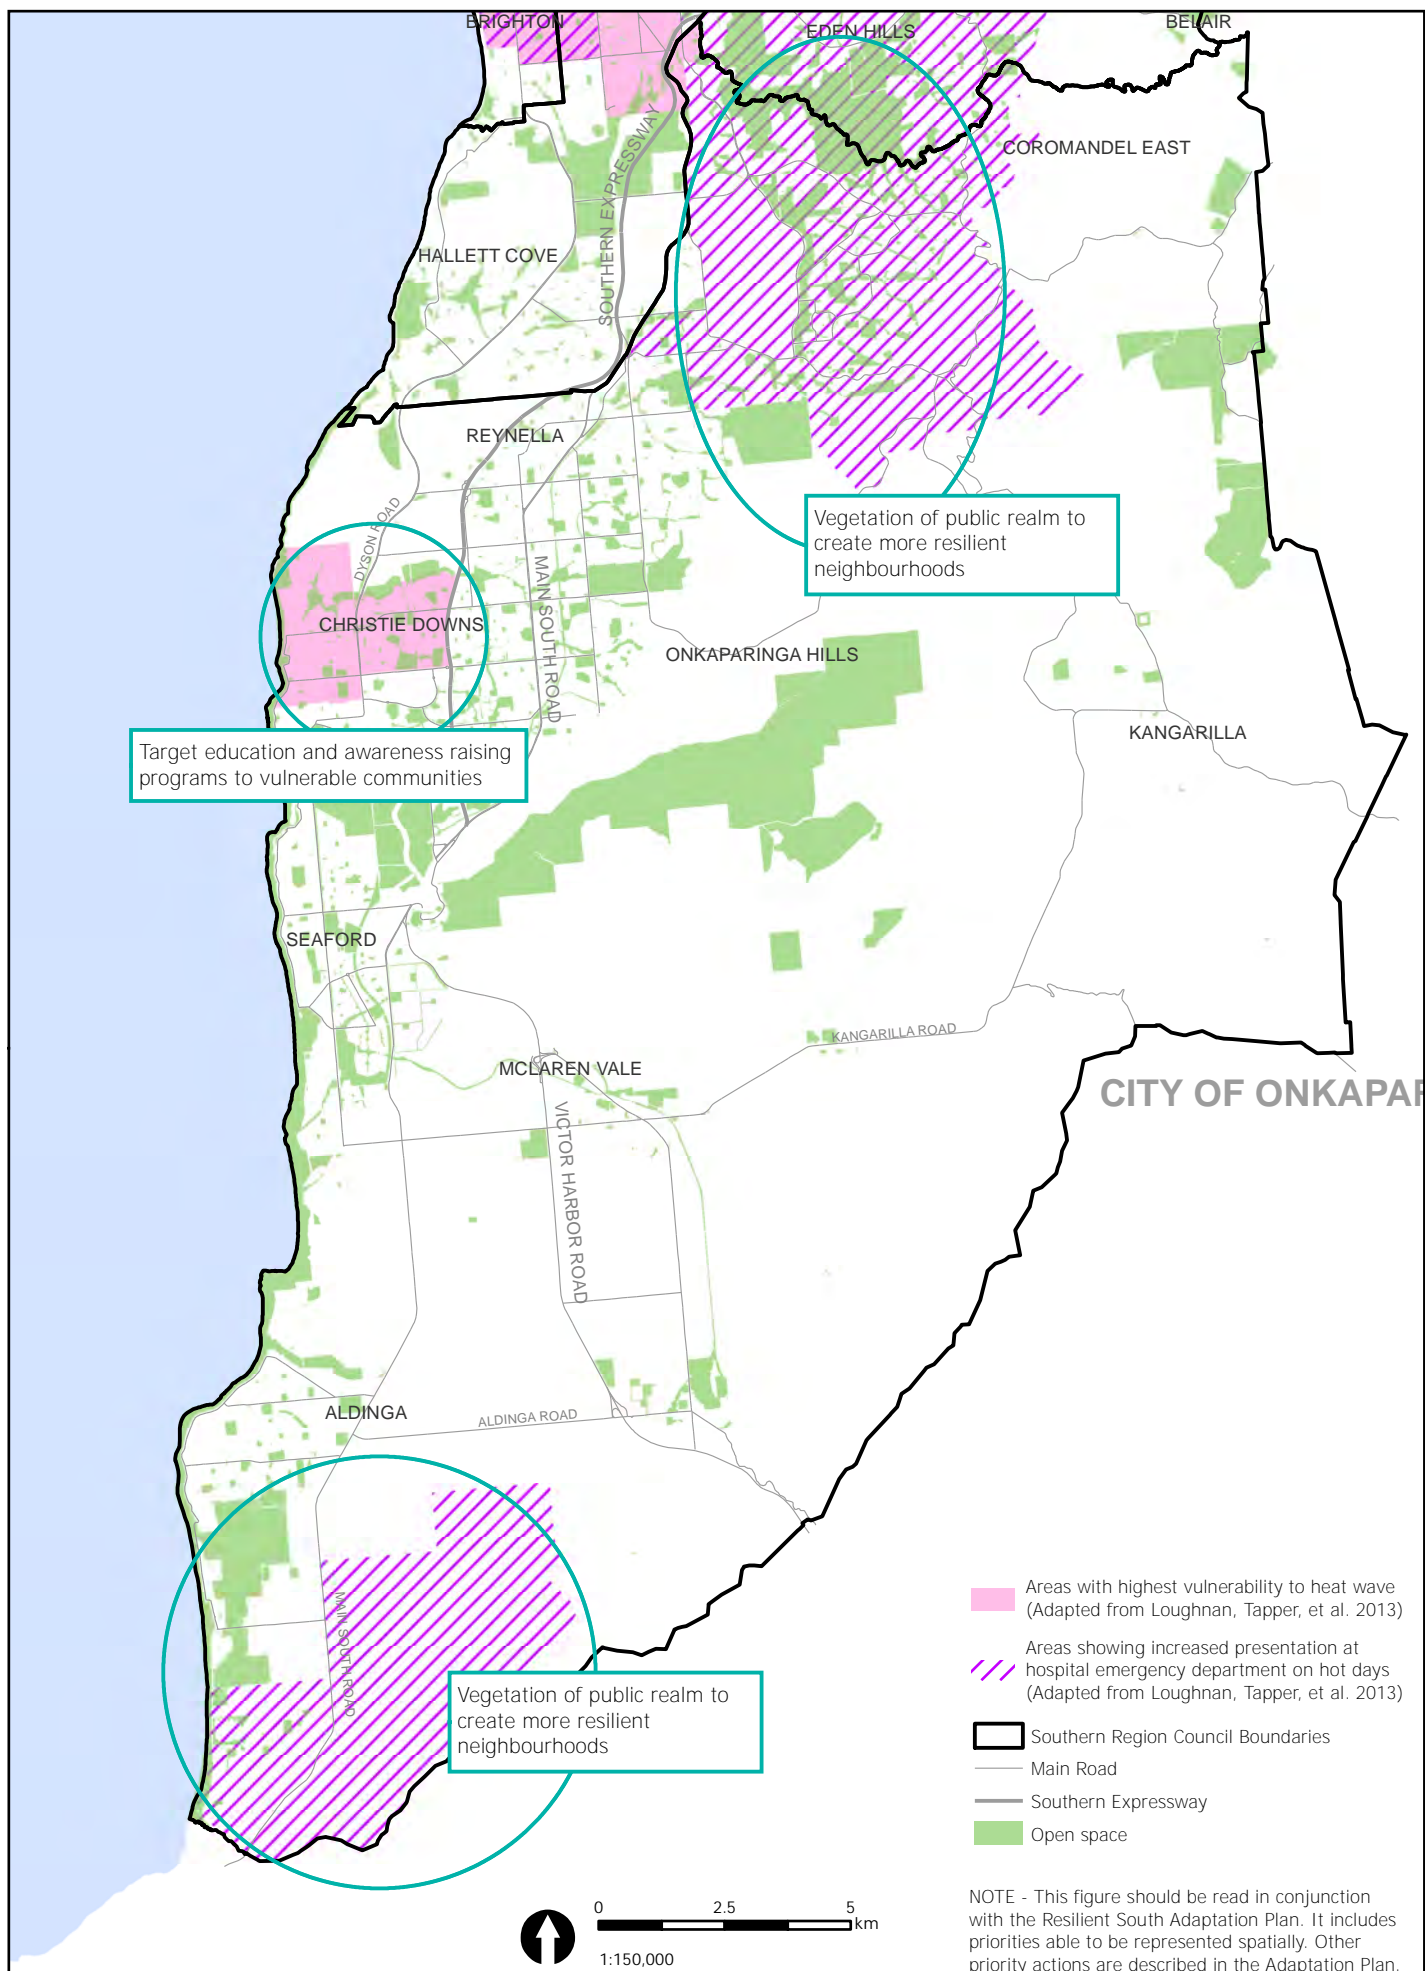 BRIGHTON
EDEN HILLS
BELAIR
COROMANDEL EAST
SOUTHERN EXPRESSWAY
HALLETT COVE
REYNELLA
DYSON ROAD
Vegetation of public realm to
create more resilient
neighbourhoods
MAIN SOUTH ROAD
CHRISTIE DOWNS
ONKAPARINGA HILLS
KANGARILLA
Target education and awareness raising
programs to vulnerable communities
SEAFORD
KANGARILLA ROAD
MCLAREN VALE
CITY OF ONKAPAR
VICTOR HARBOR ROAD
ALDINGA
ALDINGA ROAD
MAIN SOUTH ROAD
Vegetation of public realm to
create more resilient
neighbourhoods
Areas with highest vulnerability to heat wave
(Adapted from Loughnan, Tapper, et al. 2013)
Areas showing increased presentation at
hospital emergency department on hot days
(Adapted from Loughnan, Tapper, et al. 2013)
Southern Region Council Boundaries
Main Road
Southern Expressway
Open space
0 2.5 5
km
1:150,000
NOTE - This figure should be read in conjunction
with the Resilient South Adaptation Plan. It includes
priorities able to be represented spatially. Other
priority actions are described in the Adaptation Plan.